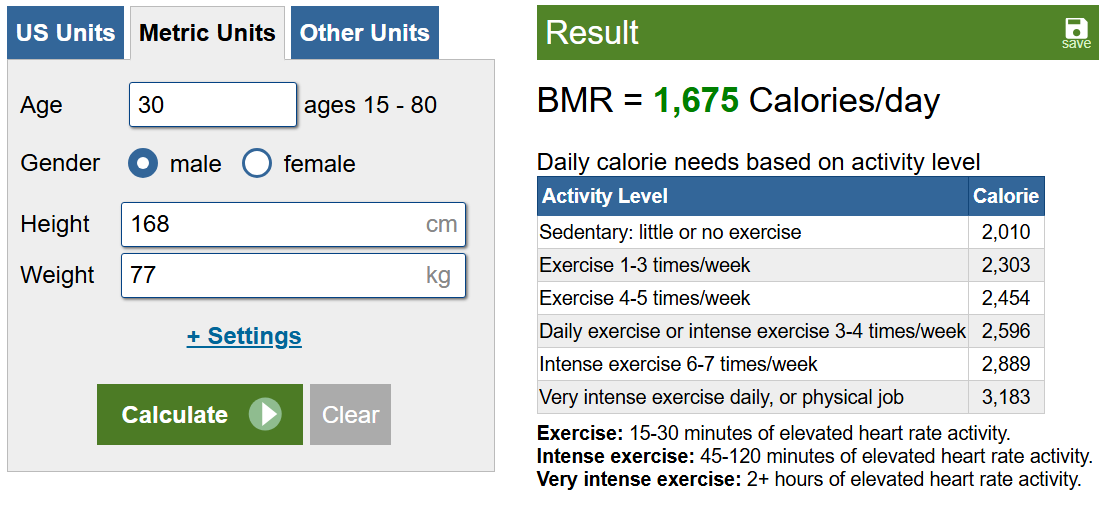 US Units Metric Units Other Units
Age 30 ages 15 - 80
Gender male female
Height 168 cm
Weight 77 kg
+ Settings
Calculate Clear
Result save
BMR = 1,675 Calories/day
Daily calorie needs based on activity level
Activity Level Calorie
Sedentary: little or no exercise 2,010
Exercise 1-3 times/week 2,303
Exercise 4-5 times/week 2,454
Daily exercise or intense exercise 3-4 times/week 2,596
Intense exercise 6-7 times/week 2,889
Very intense exercise daily, or physical job 3,183
Exercise: 15-30 minutes of elevated heart rate activity.
Intense exercise: 45-120 minutes of elevated heart rate activity.
Very intense exercise: 2+ hours of elevated heart rate activity.